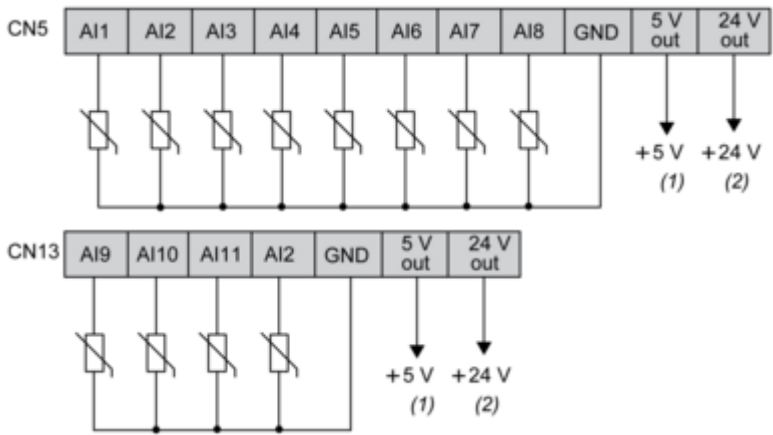 CN5 AI1 AI2 AI3 AI4 AI5 AI6 AI7 AI8 GND 5 V out 24 V out
+5 V +24 V
(1) (2)
CN13 AI9 AI10 AI11 AI2 GND 5 V out 24 V out
+5 V +24 V
(1) (2)